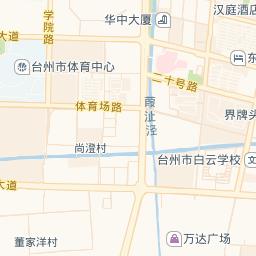 学院路
华中大厦
汉庭酒店
大道
东
台州市体育中心
二十号路
体育场路
葭沚泾
界牌头
尚澄村
台州市白云学校
大道
董家洋村
万达广场